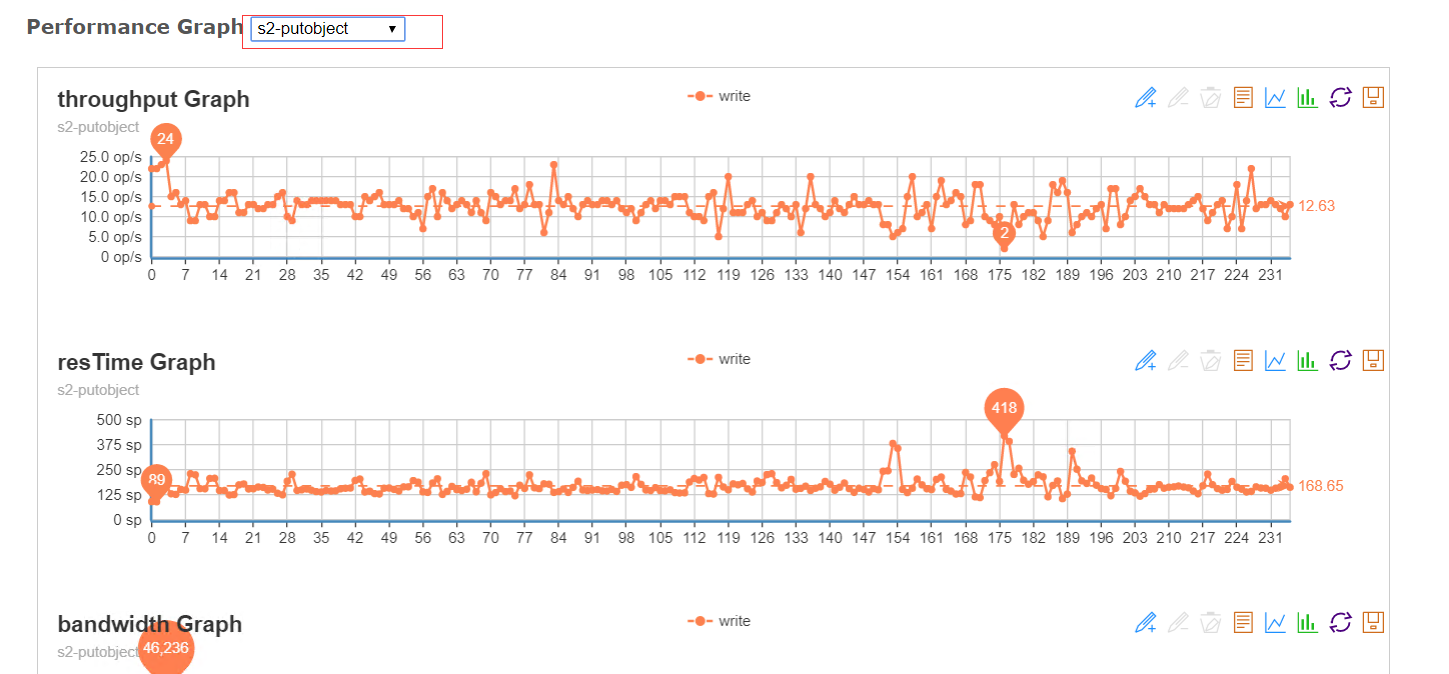 Performance Graph s2-putobject
throughput Graph
write
s2-putobject
24
25.0 op/s
20.0 op/s
15.0 op/s
10.0 op/s
5.0 op/s
0 op/s
12.63
2
0 7 14 21 28 35 42 49 56 63 70 77 84 91 98 105 112 119 126 133 140 147 154 161 168 175 182 189 196 203 210 217 224 231
resTime Graph
write
s2-putobject
418
500 sp
375 sp
250 sp
125 sp
0 sp
89
168.65
0 7 14 21 28 35 42 49 56 63 70 77 84 91 98 105 112 119 126 133 140 147 154 161 168 175 182 189 196 203 210 217 224 231
bandwidth Graph
write
s2-putobject
46,236